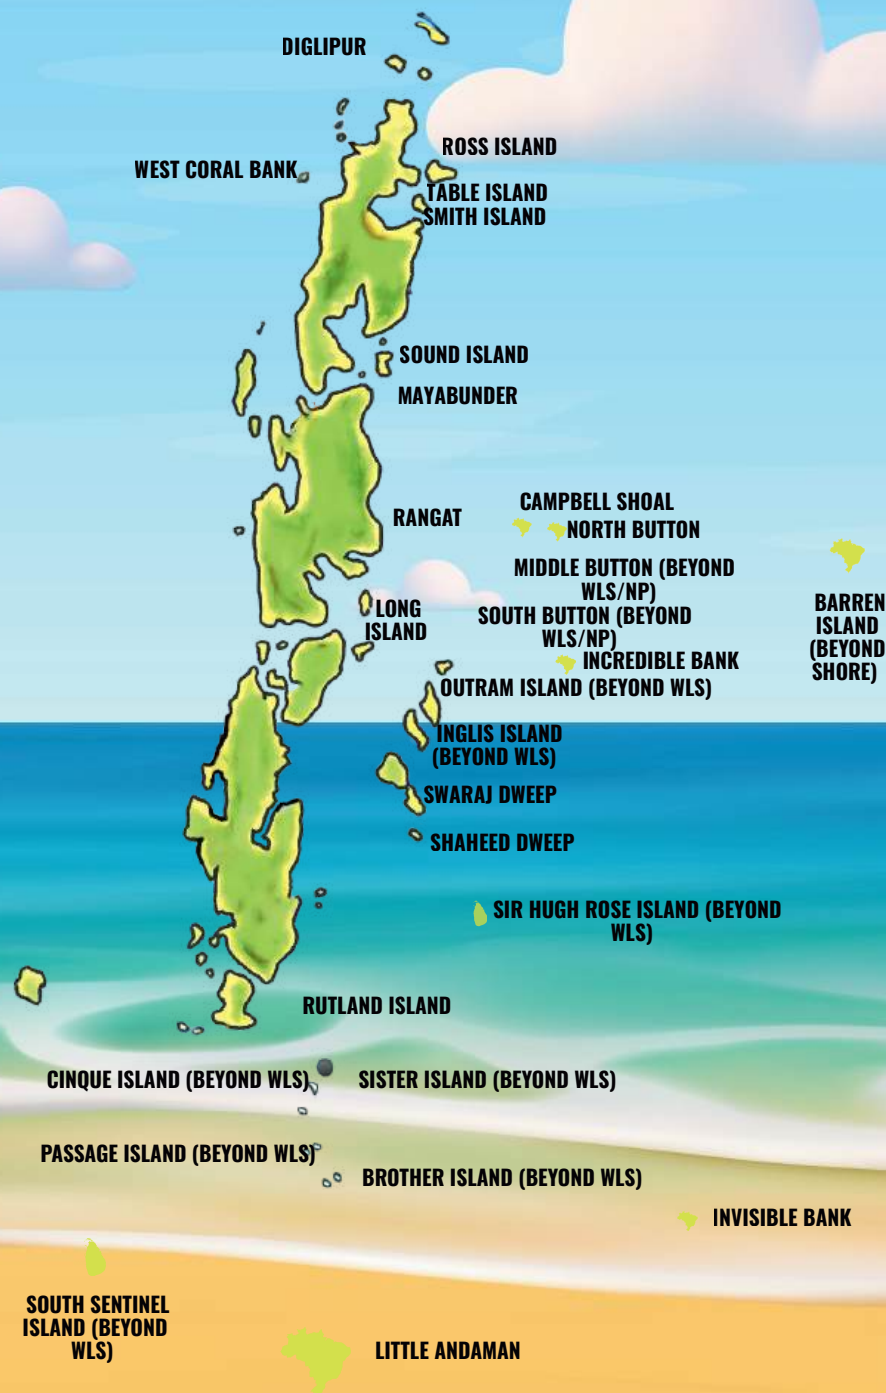 DIGLIPUR
ROSS ISLAND
WEST CORAL BANK
TABLE ISLAND
SMITH ISLAND
SOUND ISLAND
MAYABUNDER
CAMPBELL SHOAL
RANGAT
NORTH BUTTON
MIDDLE BUTTON (BEYOND
WLS/NP)
BARREN
ISLAND
(BEYOND
SHORE)
LONG
ISLAND
SOUTH BUTTON (BEYOND
WLS/NP)
INCREDIBLE BANK
OUTRAM ISLAND (BEYOND WLS)
INGLIS ISLAND
(BEYOND WLS)
SWARAJ DWEEP
SHAHEED DWEEP
SIR HUGH ROSE ISLAND (BEYOND
WLS)
RUTLAND ISLAND
CINQUE ISLAND (BEYOND WLS)
SISTER ISLAND (BEYOND WLS)
PASSAGE ISLAND (BEYOND WLS)
BROTHER ISLAND (BEYOND WLS)
INVISIBLE BANK
SOUTH SENTINEL
ISLAND (BEYOND
WLS)
LITTLE ANDAMAN